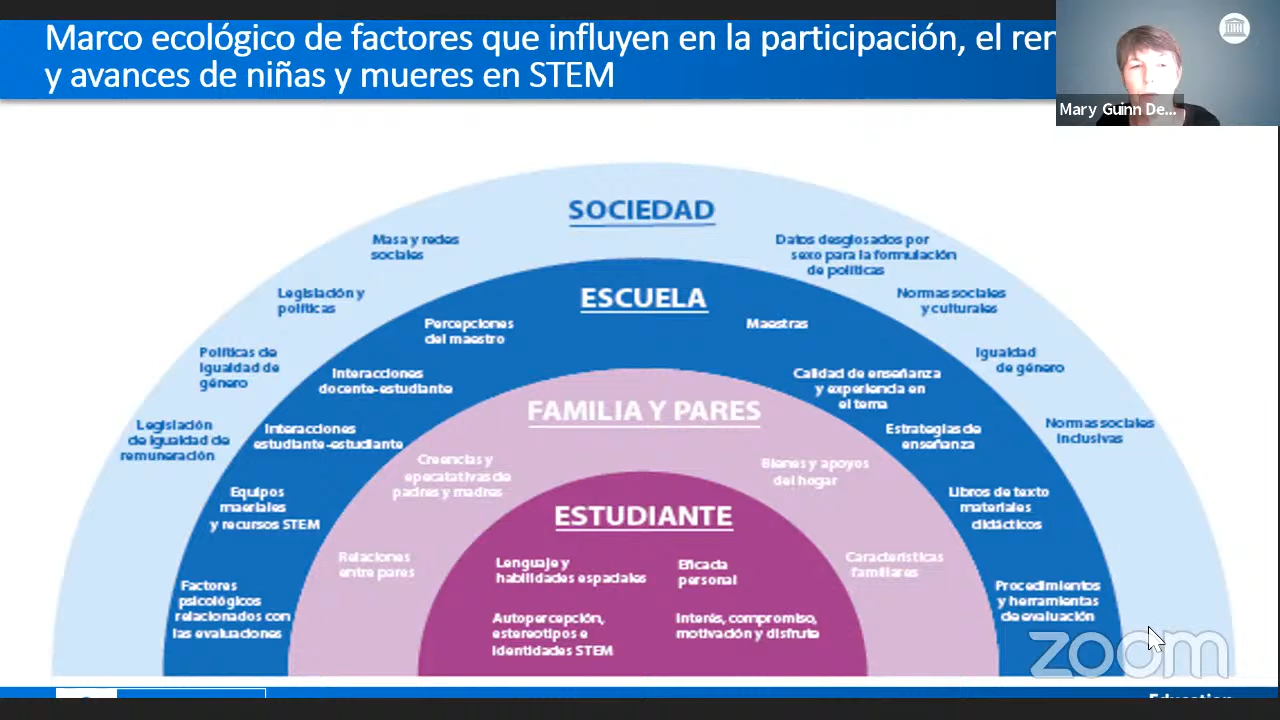 Marco ecológico de factores que influyen en la participación, el ren
y avances de niñas y mueres en STEM
Mary Guinn De...
SOCIEDAD
Masa y redes
sociales
Datos desglosados por
sexo para la formulación
de políticas
Legislación y
políticas
Normas sociales
y culturales
Políticas de
igualdad de
género
Igualdad
de género
Legislación
de igualdad de
remuneración
Normas sociales
inclusivas
ESCUELA
Percepciones
del maestro
Maestras
Interacciones
docente-estudiante
Calidad de enseñanza
y experiencia en
el tema
Interacciones
estudiante-estudiante
Estrategias de
enseñanza
Equipos
maeriales
y recursos STEM
Libros de texto
materiales
didácticos
Factores
psicológicos
relacionados con
las evaluaciones
Procedimientos
y herramientas
de evaluación
FAMILIA Y PARES
Creencias y
epecatativas de
padres y madres
Bienes y apoyos
del hogar
Relaciones
entre pares
Características
familiares
ESTUDIANTE
Lenguaje y
habilidades espaciales
Eficacia
personal
Autopercepción,
estereotipos e
identidades STEM
Interés, compromiso,
motivación y disfrute
zoom
Education